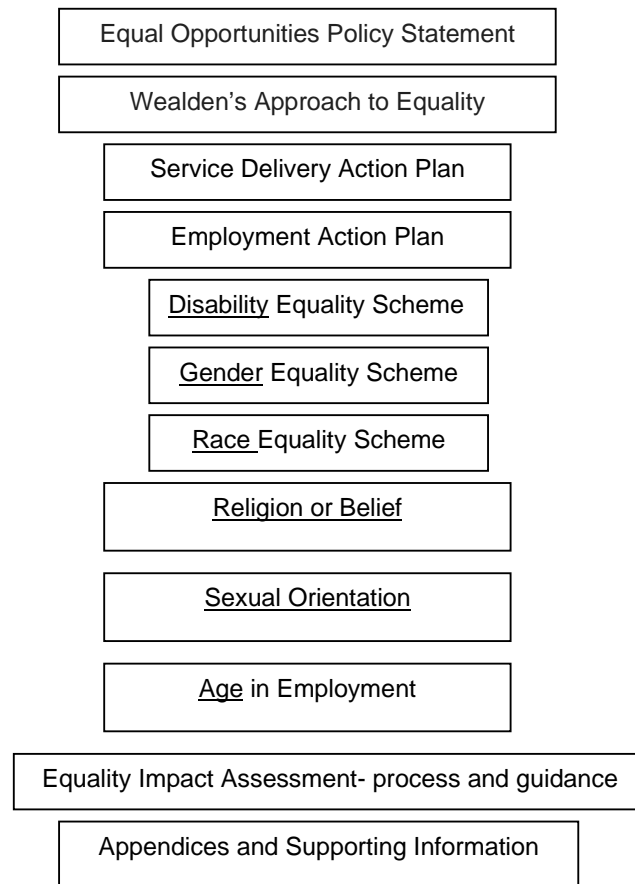 Equal Opportunities Policy Statement
Wealden's Approach to Equality
Service Delivery Action Plan
Employment Action Plan
Disability Equality Scheme
Gender Equality Scheme
Race Equality Scheme
Religion or Belief
Sexual Orientation
Age in Employment
Equality Impact Assessment- process and guidance
Appendices and Supporting Information